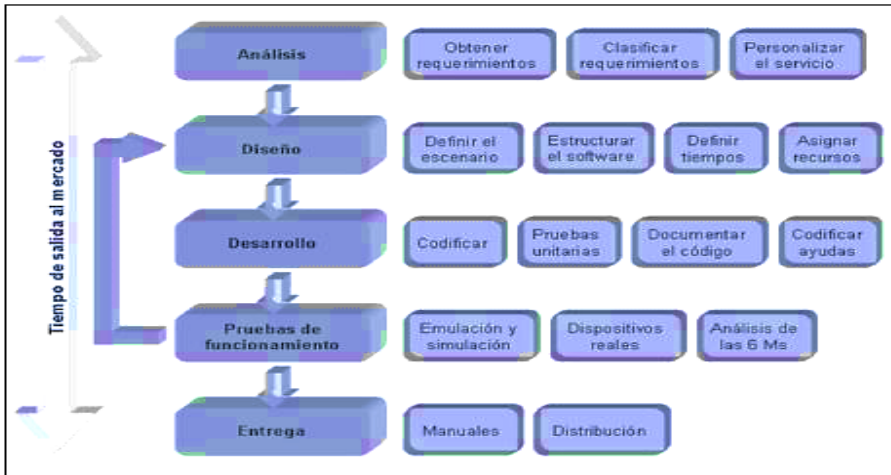 Tiempo de salida al mercado
Análisis
Obtener
requerimientos
Clasificar
requerimientos
Personalizar
el servicio
Diseño
Definir el
escenario
Estructurar
el software
Definir
tiempos
Asignar
recursos
Desarrollo
Codificar
Pruebas
unitarias
Documentar
el código
Codificar
ayudas
Pruebas de
funcionamiento
Emulación y
simulación
Dispositivos
reales
Análisis de
las 6 Ms
Entrega
Manuales
Distribución